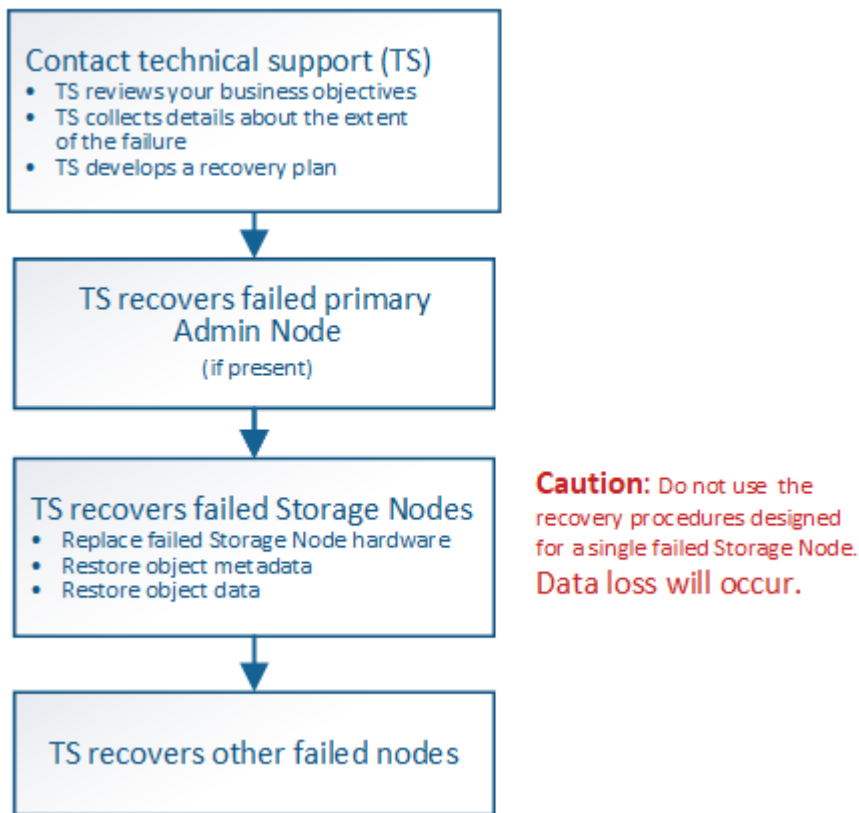 Contact technical support (TS)
• TS reviews your business objectives
• TS collects details about the extent
of the failure
• TS develops a recovery plan
TS recovers failed primary
Admin Node
(if present)
TS recovers failed Storage Nodes
• Replace failed Storage Node hardware
• Restore object metadata
• Restore object data
Caution: Do not use the
recovery procedures designed
for a single failed Storage Node.
Data loss will occur.
TS recovers other failed nodes